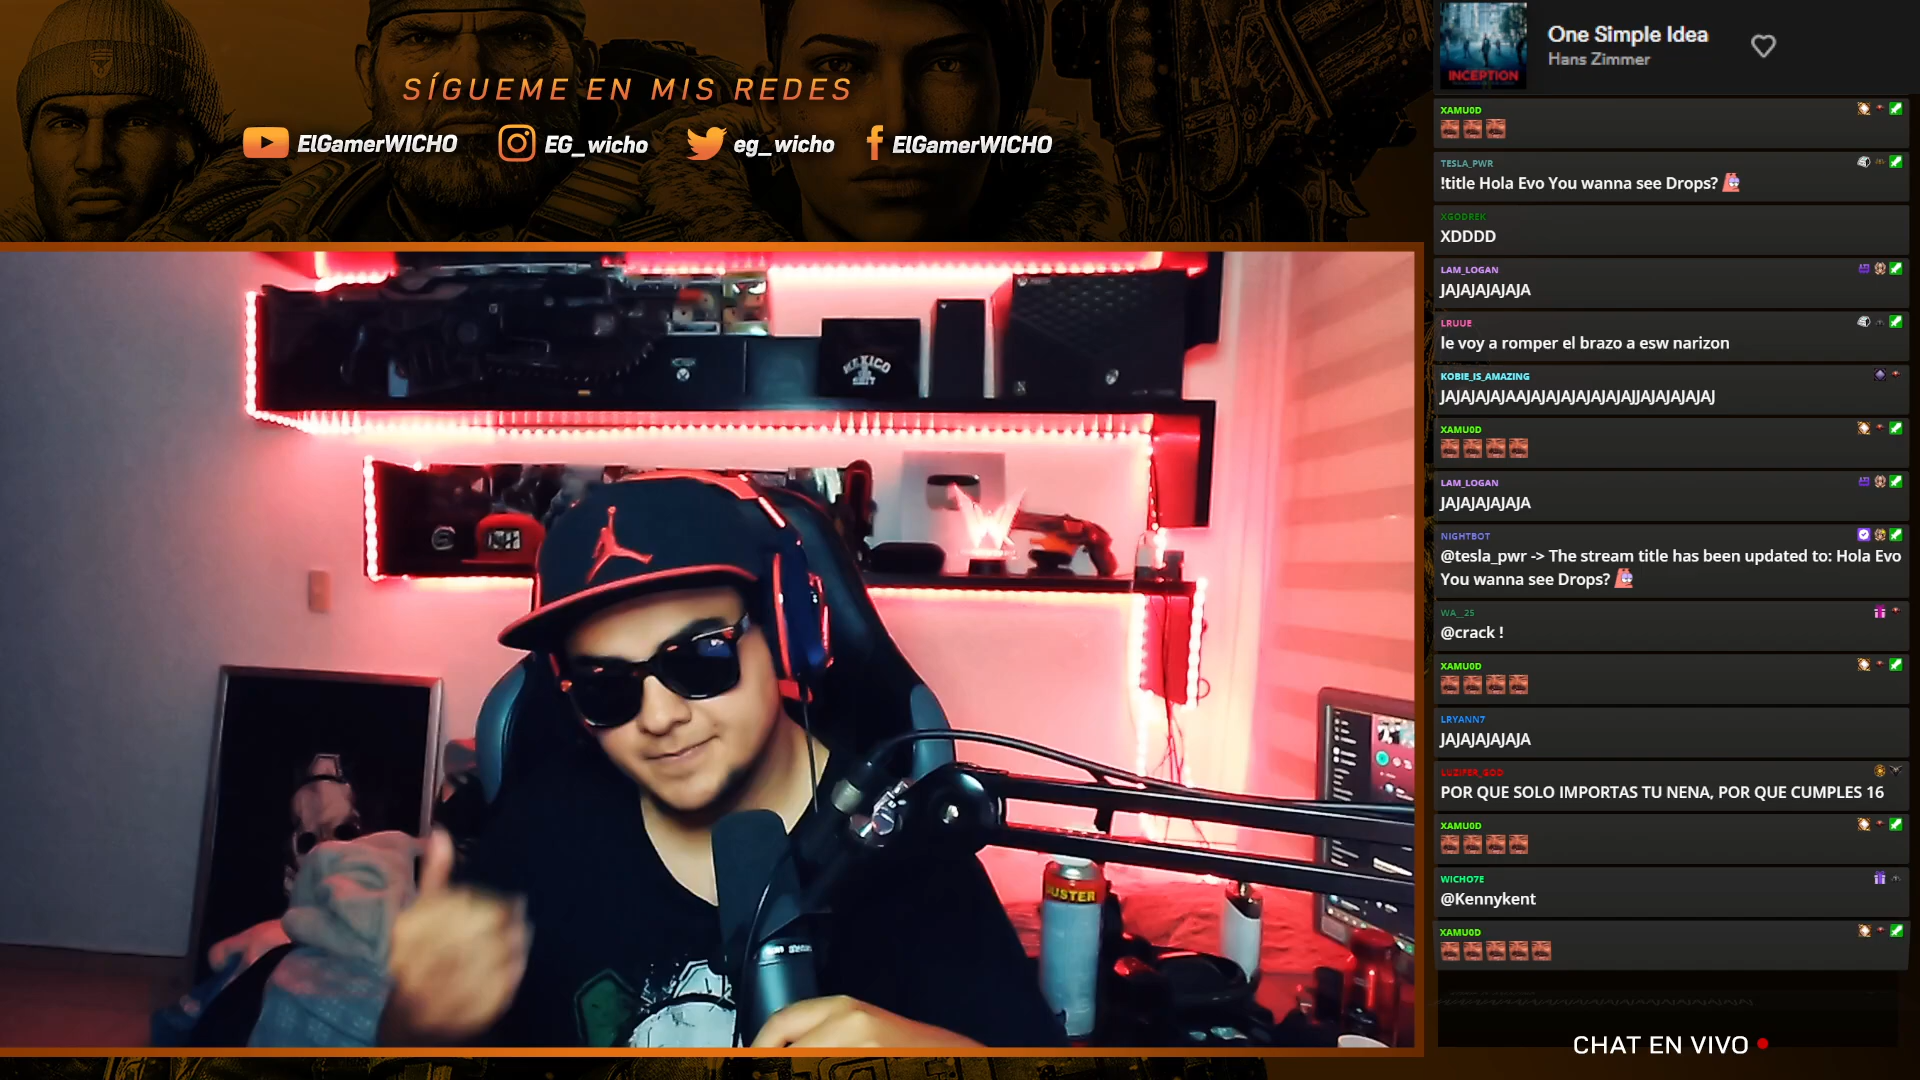 SÍGUEME EN MIS REDES
ElGamerWICHO EG_wicho eg_wicho ElGamerWICHO
INCEPTION
One Simple Idea
Hans Zimmer
XAMU0D
TESLA_PWR
!title Hola Evo You wanna see Drops?
XGODREK
XDDDD
LAM_LOGAN
JAJAJAJAJAJA
LRUUE
le voy a romper el brazo a esw narizon
KOBIE_IS_AMAZING
JAJAJAJAJAAJAJAJAJAJAJAJAJJAJAJAJAJAJ
XAMU0D
LAM_LOGAN
JAJAJAJAJAJA
NIGHTBOT
@tesla_pwr -> The stream title has been updated to: Hola Evo
You wanna see Drops?
WA__25
@crack !
XAMU0D
LRYANN7
JAJAJAJAJAJA
LUZIFER_GOD
POR QUE SOLO IMPORTAS TU NENA, POR QUE CUMPLES 16
XAMU0D
WICHO7E
@Kennykent
XAMU0D
CHAT EN VIVO
MEXICO
DUSTER